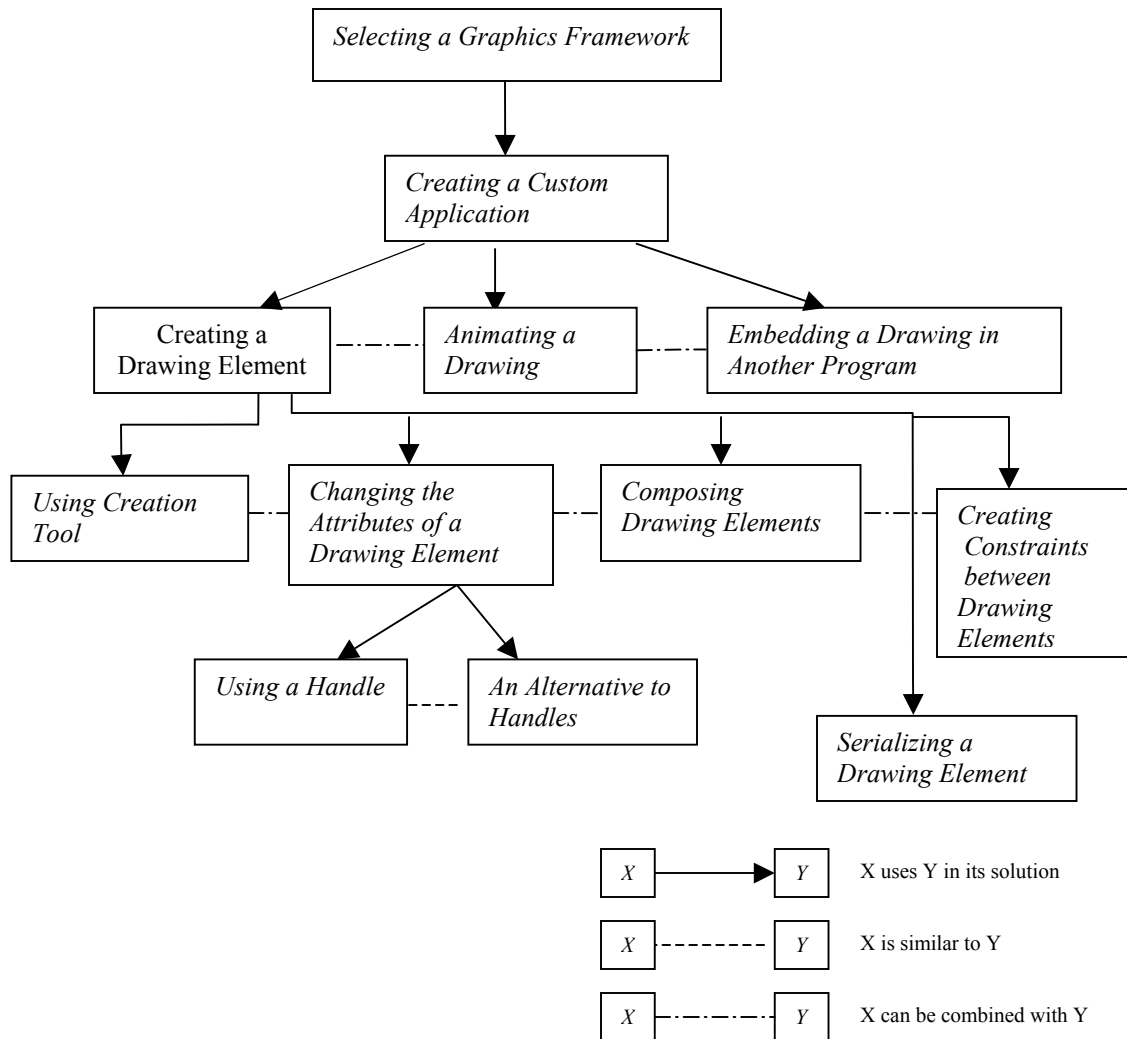 Selecting a Graphics Framework
Creating a Custom
Application
Creating a
Drawing Element
Animating a
Drawing
Embedding a Drawing in
Another Program
Using Creation
Tool
Changing the
Attributes of a
Drawing Element
Composing
Drawing Elements
Creating
Constraints
between
Drawing
Elements
Using a Handle
An Alternative to
Handles
Serializing a
Drawing Element
X Y X uses Y in its solution
X Y X is similar to Y
X Y X can be combined with Y